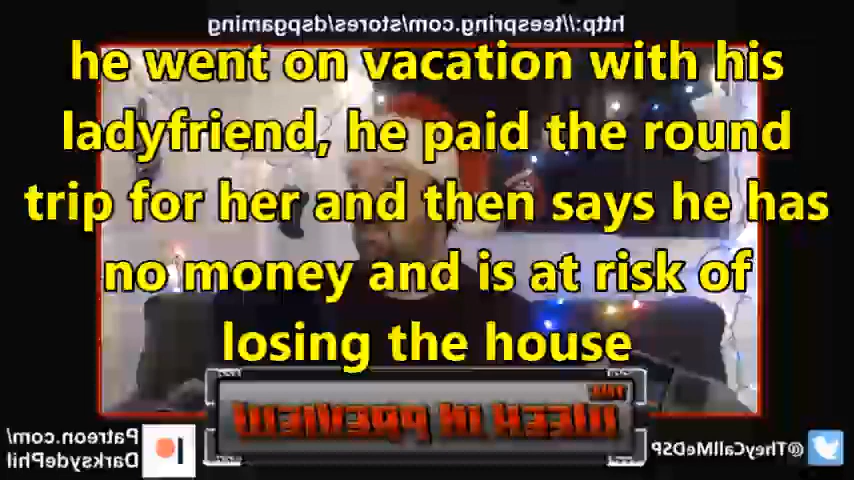 http://teespring.com/stores/dspgaming
he went on vacation with his
ladyfriend, he paid the round
trip for her and then says he has
no money and is at risk of
losing the house
THE
WEEK IN PREVIEW
Patreon.com/
DarksydePhil
@TheyCallMeDSP